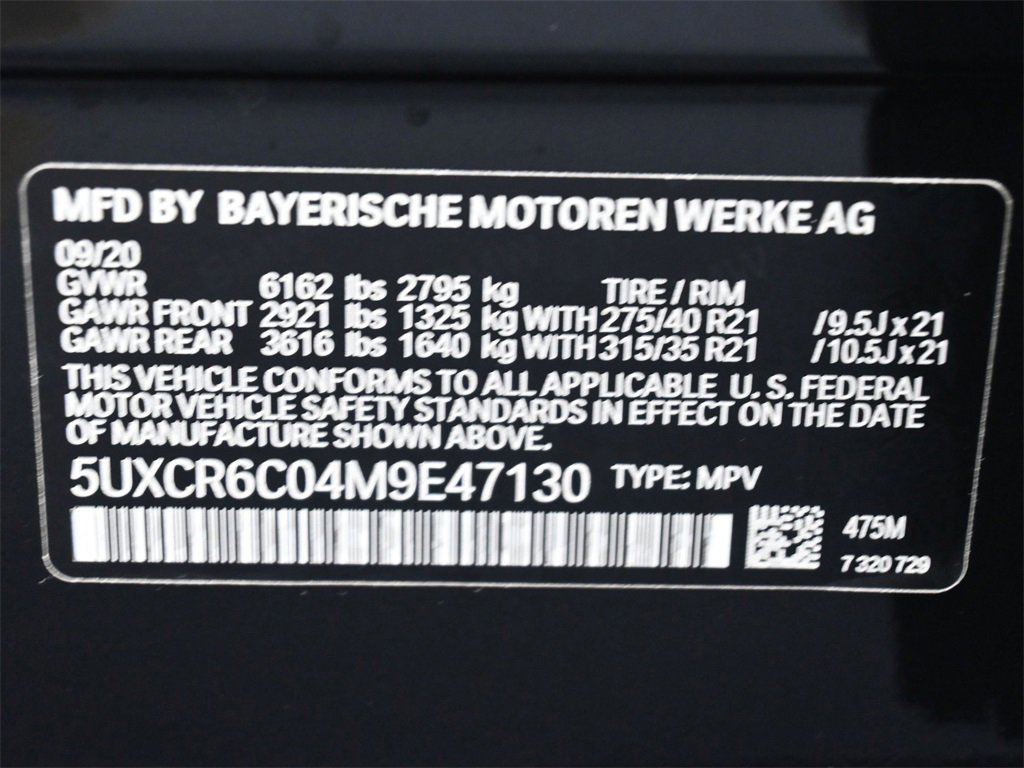 MFD BY BAYERISCHE MOTOREN WERKE AG
09/20
GVWR 6162 lbs 2795 kg TIRE / RIM
GAWR FRONT 2921 lbs 1325 kg WITH 275/40 R21 /9.5J x 21
GAWR REAR 3616 lbs 1640 kg WITH 315/35 R21 /10.5J x 21
THIS VEHICLE CONFORMS TO ALL APPLICABLE U. S. FEDERAL
MOTOR VEHICLE SAFETY STANDARDS IN EFFECT ON THE DATE
OF MANUFACTURE SHOWN ABOVE.
5UXCR6C04M9E47130 TYPE: MPV
475M
7 320 729